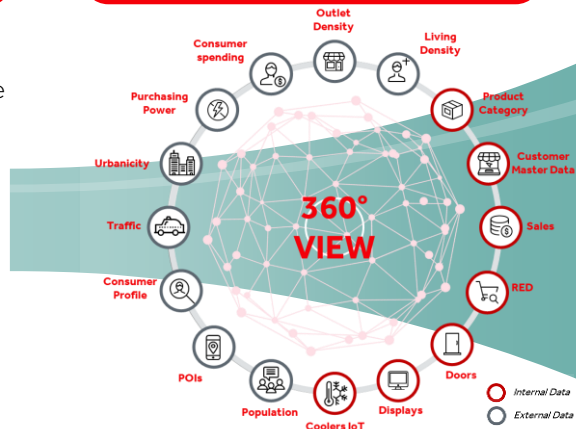 Outlet
Density
Living
Density
Consumer
spending
e
Purchasing
Power
Product
Category
Urbanicity
Customer
Master Data
Traffic
360°
VIEW
Sales
Consumer
Profile
RED
POIs
Doors
Population
Displays
Coolers IoT
Internal Data
External Data